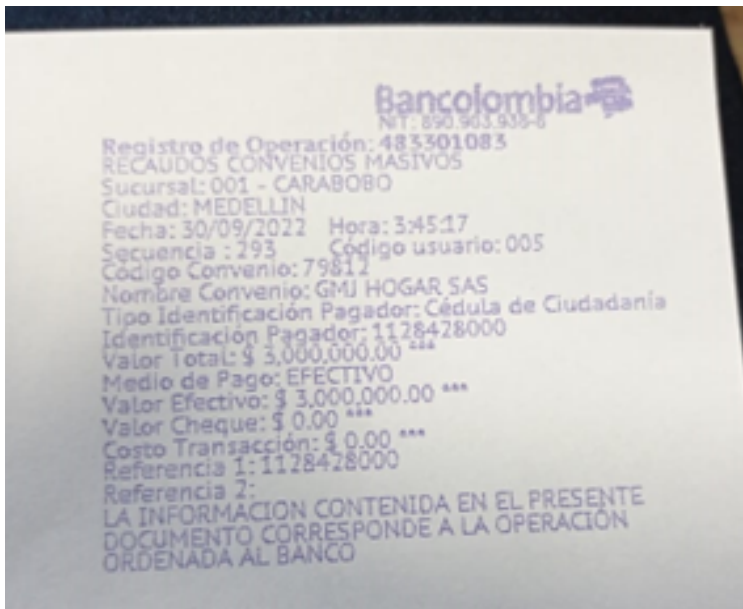 Bancolombia
NIT: 890.903.938-8
Registro de Operación: 483301083
RECAUDOS CONVENIOS MASIVOS
Sucursal: 001 - CARABOBO
Ciudad: MEDELLIN
Fecha: 30/09/2022 Hora: 3:45:17
Secuencia : 293 Código usuario: 005
Código Convenio: 79812
Nombre Convenio: GMJ HOGAR SAS
Tipo Identificación Pagador: Cédula de Ciudadanía
Identificación Pagador: 1128428000
Valor Total: $ 3,000,000.00 ***
Medio de Pago: EFECTIVO
Valor Efectivo: $ 3,000,000.00 ***
Valor Cheque: $ 0.00 ***
Costo Transacción: $ 0.00 ***
Referencia 1: 1128428000
Referencia 2:
LA INFORMACION CONTENIDA EN EL PRESENTE
DOCUMENTO CORRESPONDE A LA OPERACIÓN
ORDENADA AL BANCO